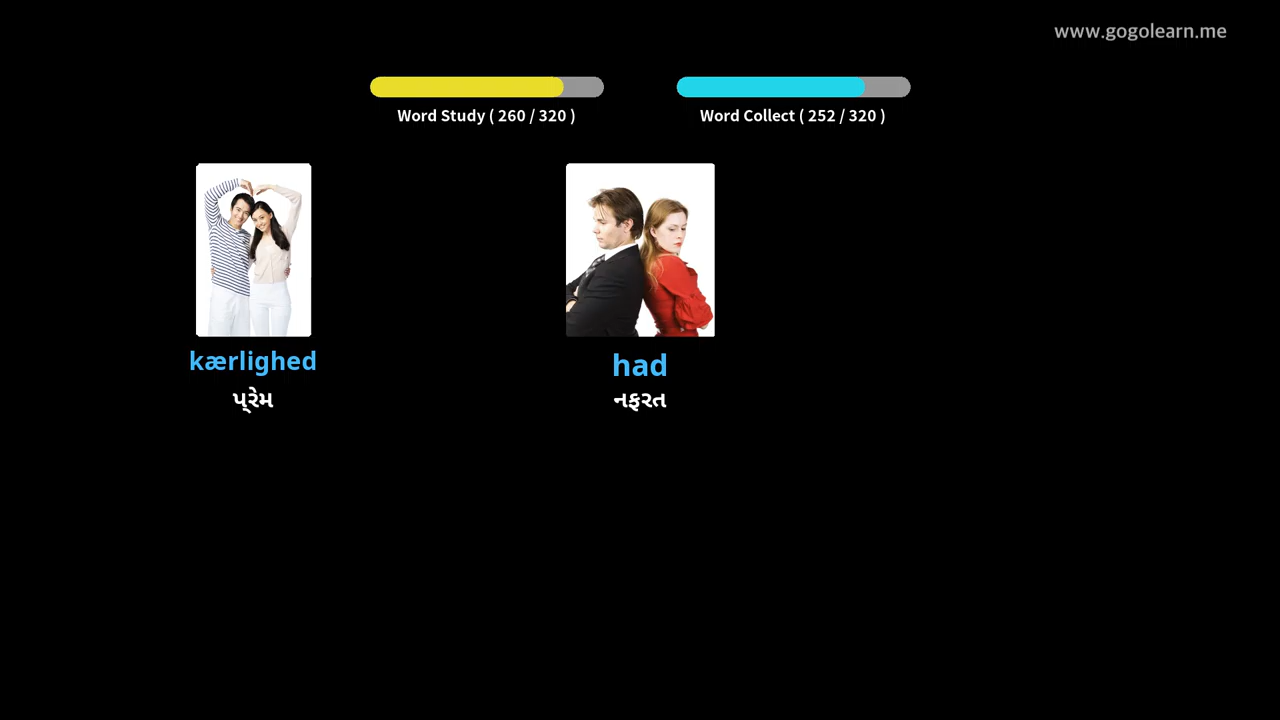 www.gogolearn.me
Word Study ( 260 / 320 )
Word Collect ( 252 / 320 )
kærlighed
પ્રેમ
had
નફરત